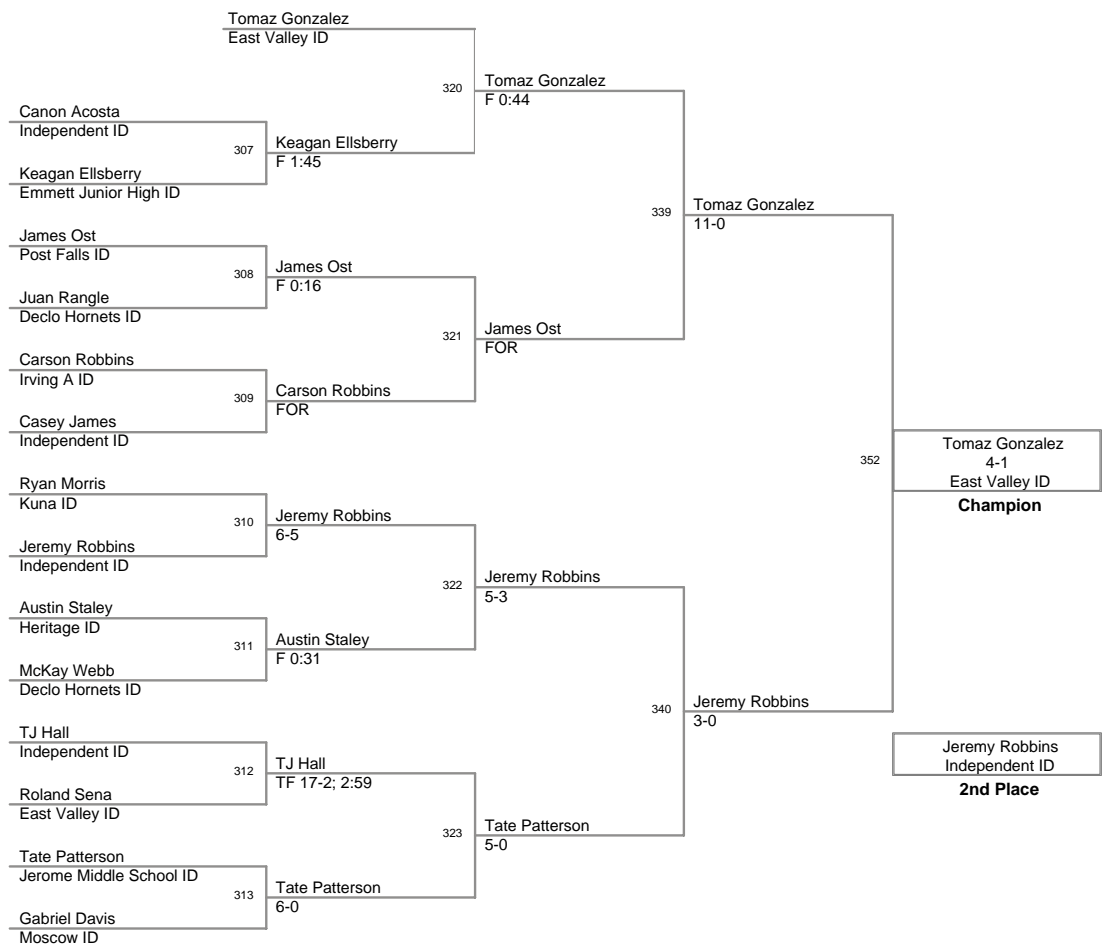 Tomaz Gonzalez
East Valley ID
320
Tomaz Gonzalez
F 0:44
Canon Acosta
Independent ID
307
Keagan Ellsberry
F 1:45
Keagan Ellsberry
Emmett Junior High ID
339
Tomaz Gonzalez
11-0
James Ost
Post Falls ID
308
James Ost
F 0:16
Juan Rangle
Declo Hornets ID
321
James Ost
FOR
Carson Robbins
Irving A ID
309
Carson Robbins
FOR
Casey James
Independent ID
352
Tomaz Gonzalez
4-1
East Valley ID
Champion
Ryan Morris
Kuna ID
310
Jeremy Robbins
6-5
Jeremy Robbins
Independent ID
322
Jeremy Robbins
5-3
Austin Staley
Heritage ID
311
Austin Staley
F 0:31
McKay Webb
Declo Hornets ID
340
Jeremy Robbins
3-0
TJ Hall
Independent ID
312
TJ Hall
TF 17-2; 2:59
Roland Sena
East Valley ID
Jeremy Robbins
Independent ID
2nd Place
323
Tate Patterson
5-0
Tate Patterson
Jerome Middle School ID
313
Tate Patterson
6-0
Gabriel Davis
Moscow ID